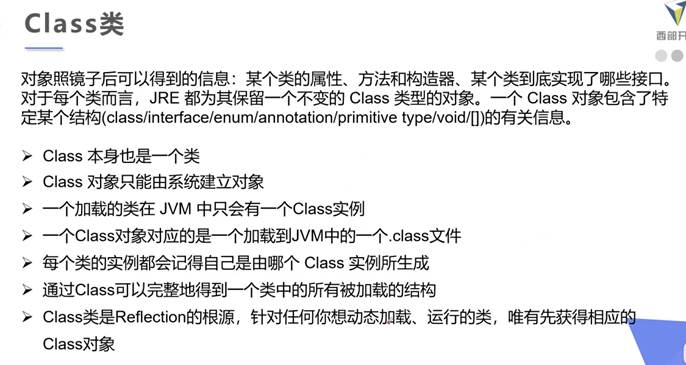 Class类
西部开
对象照镜子后可以得到的信息：某个类的属性、方法和构造器、某个类到底实现了哪些接口。
对于每个类而言，JRE 都为其保留一个不变的 Class 类型的对象。一个 Class 对象包含了特
定某个结构(class/interface/enum/annotation/primitive type/void/[])的有关信息。
➢ Class 本身也是一个类
➢ Class 对象只能由系统建立对象
➢ 一个加载的类在 JVM 中只会有一个Class实例
➢ 一个Class对象对应的是一个加载到JVM中的一个.class文件
➢ 每个类的实例都会记得自己是由哪个 Class 实例所生成
➢ 通过Class可以完整地得到一个类中的所有被加载的结构
➢ Class类是Reflection的根源，针对任何你想动态加载、运行的类，唯有先获得相应的
Class对象